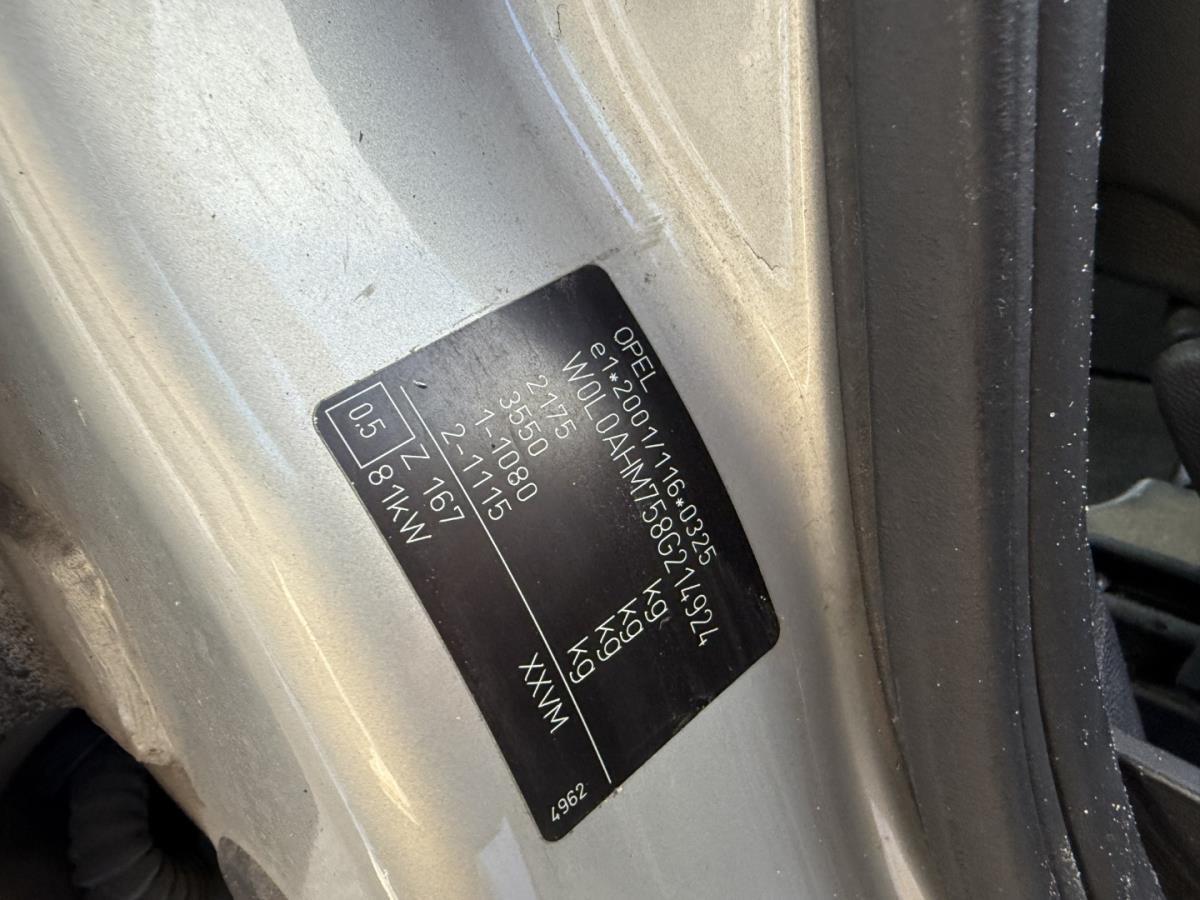 OPEL
e1*2001/116*0325
W0L0AHM758G214924
2175 kg
3550 kg
1-1080 kg
2-1115 kg
0.5 Z 167 XXVM
81kW 4962